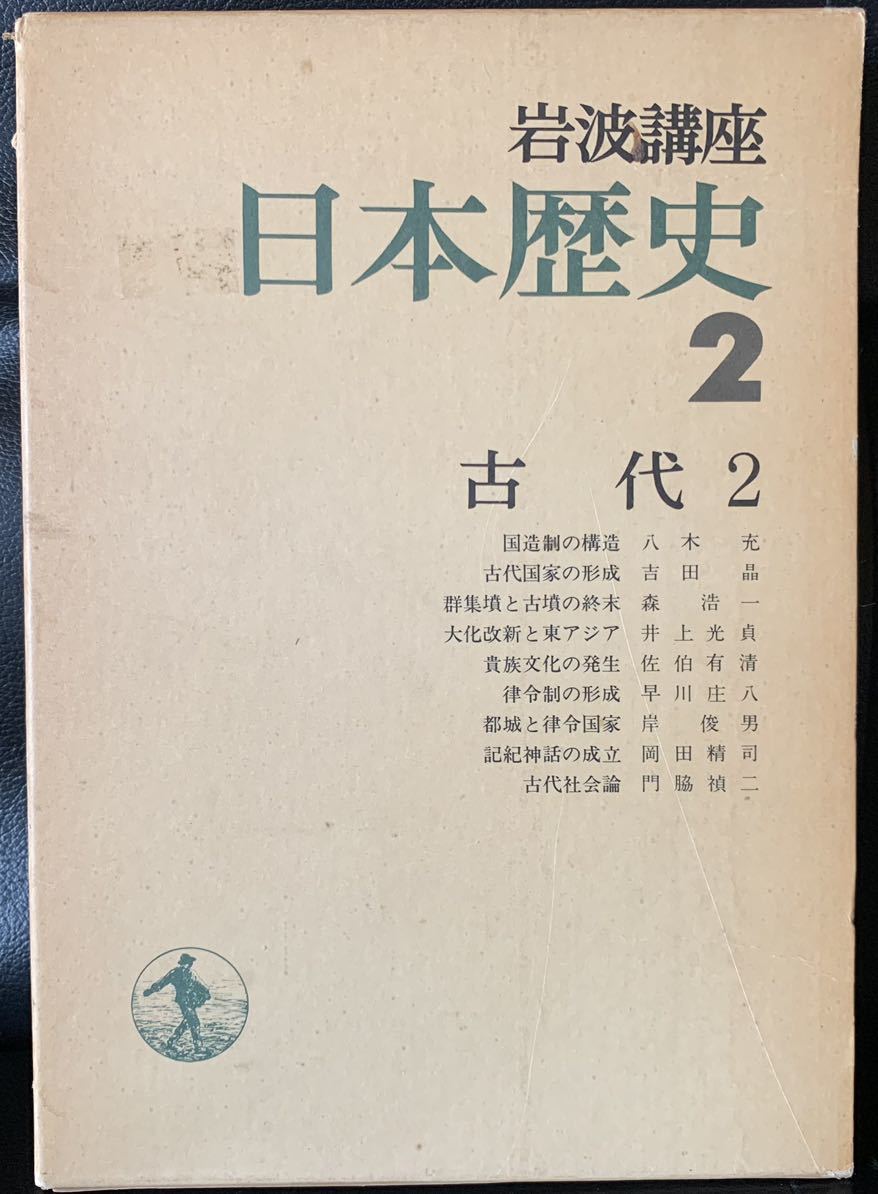 岩波講座
日本歴史
2
古代2
国造制の構造 八木 充
古代国家の形成 吉田 晶
群集墳と古墳の終末 森 浩一
大化改新と東アジア 井上光貞
貴族文化の発生 佐伯有清
律令制の形成 早川庄八
都城と律令国家 岸 俊男
記紀神話の成立 岡田精司
古代社会論 門脇禎二